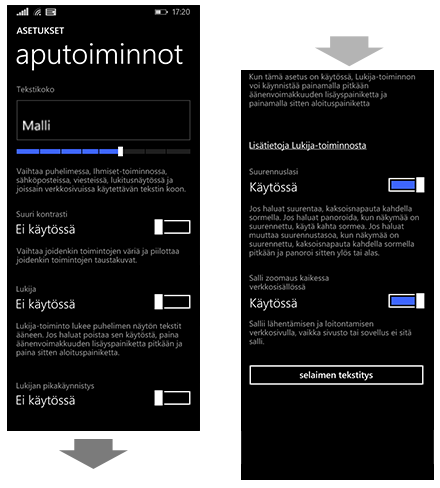 17:20
ASETUKSET
aputoiminnot
Tekstikoko
Malli
Vaihtaa puhelimessa, Ihmiset-toiminnossa,
sähköposteissa, viesteissä, lukitusnäytössä ja
joissain verkkosivuissa käytettävän tekstin koon.
Suuri kontrasti
Ei käytössä
Vaihtaa joidenkin toimintojen väriä ja piilottaa
joidenkin toimintojen taustakuvat.
Lukija
Ei käytössä
Lukija-toiminto lukee puhelimen näytön tekstit
ääneen. Jos haluat poistaa sen käytöstä, paina
äänenvoimakkuuden lisäyspainiketta pitkään ja
paina sitten aloituspainiketta.
Lukijan pikakäynnistys
Ei käytössä
Kun tämä asetus on käytössä, Lukija-toiminnon
voi käynnistää painamalla pitkään
äänenvoimakkuuden lisäyspainiketta ja
painamalla sitten aloituspainiketta
Lisätietoja Lukija-toiminnosta
Suurennuslasi
Käytössä
Jos haluat suurentaa, kaksoisnapauta kahdella
sormella. Jos haluat panoroida, kun näkymää on
suurennettu, käytä kahta sormea. Jos haluat
muuttaa suurennustasoa, kun näkymää on
suurennettu, kaksoisnapauta kahdella sormella
pitkään ja panoroi sitten ylös tai alas.
Salli zoomaus kaikessa
verkkosisällössä
Käytössä
Sallii lähentämisen ja loitontamisen
verkkosivulla, vaikka sivusto tai sovellus ei sitä
salli.
selaimen tekstitys